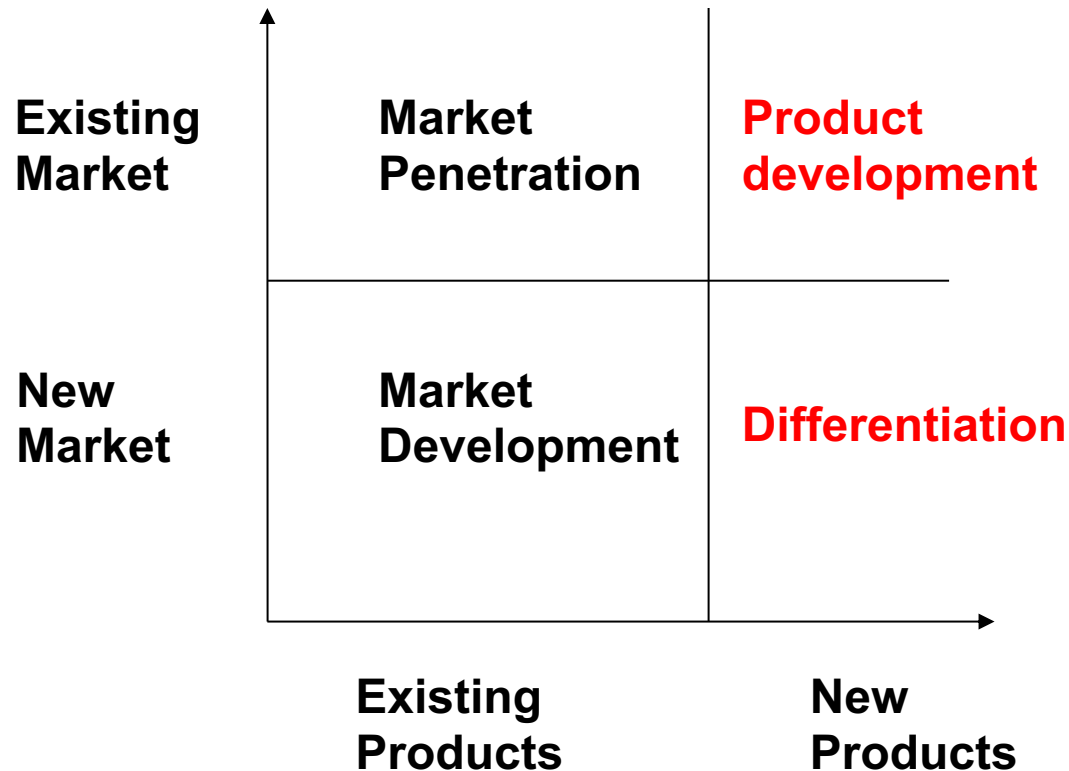 Existing
Market
Market
Penetration
Product
development
New
Market
Market
Development
Differentiation
Existing
Products
New
Products